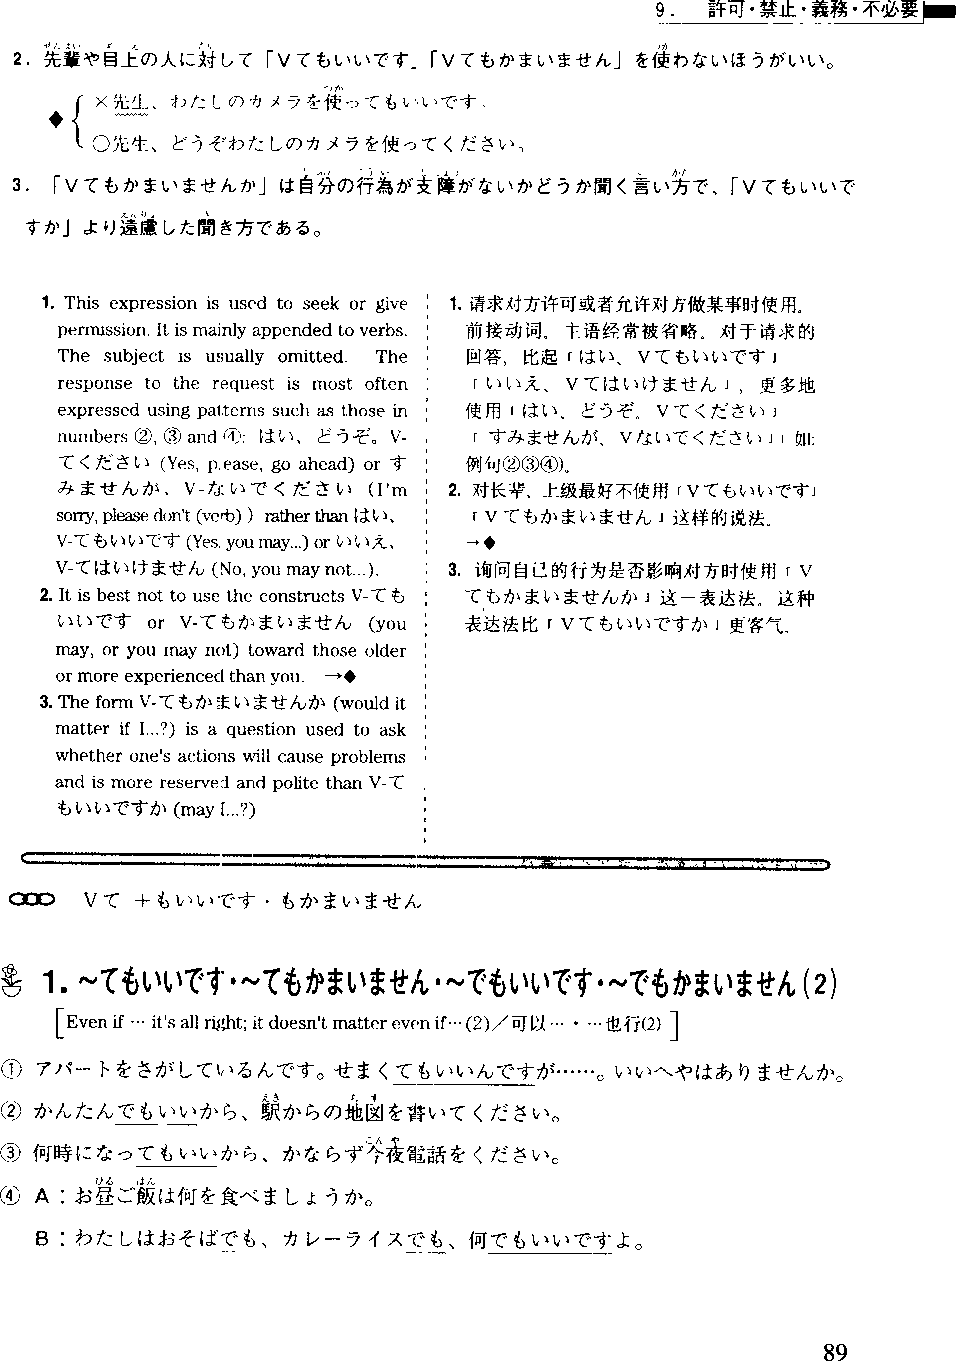 9． 許可・禁止・義務・不必要
2．先輩や目上の人に対して「Vてもいいです」「Vてもかまいません」を使わないほうがいい。
×先生、わたしのカメラを使ってもいいです。
◆
○先生、どうぞわたしのカメラを使ってください。
3．「Vてもかまいませんか」は自分の行為が支障がないかどうか聞く言い方で、「Vてもいいで
すか」より遠慮した聞き方である。
1. This expression is used to seek or give
permission. It is mainly appended to verbs.
The subject is usually omitted. The
response to the request is most often
expressed using patterns such as those in
numbers ②, ③ and ④: はい、どうぞ。V-
てください (Yes, please, go ahead) or す
みませんが、V-ないでください (I'm
sorry, please don't (verb) ) rather than はい、
V-てもいいです (Yes, you may...) or いいえ、
V-てはいけません (No, you may not...).
2. It is best not to use the constructs V-ても
いいです or V-てもかまいません (you
may, or you may not) toward those older
or more experienced than you. →◆
3. The form V-てもかまいませんか (would it
matter if I...?) is a question used to ask
whether one's actions will cause problems
and is more reserved and polite than V-て
もいいですか (may I...?)
1. 请求对方许可或者允许对方做某事时使用。
前接动词。主语经常被省略。对于请求的
回答，比起「はい、Vてもいいです」
「いいえ、Vてはいけません」，更多地
使用「はい、どうぞ。Vてください」
「すみませんが、Vないでください」」如:
例句②③④)。
2. 对长辈、上级最好不使用「Vてもいいです」
「Vてもかまいません」这样的说法。
→◆
3. 询问自己的行为是否影响对方时使用「V
てもかまいませんか」这一表达法。这种
表达法比「Vてもいいですか」更客气。
Vて ＋もいいです・もかまいません
1．～てもいいです・～てもかまいません・～でもいいです・～でもかまいません（2）
[Even if … it's all right; it doesn't matter even if…(2)／可以…・…也行(2)]
① アパートをさがしているんです。せまくてもいいんですが……。いいへやはありませんか。
② かんたんでもいいから、駅からの地図を書いてください。
③ 何時になってもいいから、かならず今夜電話をください。
④ A：お昼ご飯は何を食べましょうか。
B：わたしはおそばでも、カレーライスでも、何でもいいですよ。
89